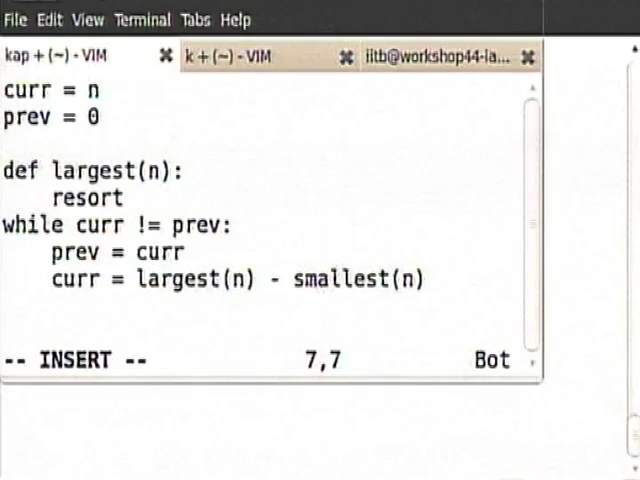 File Edit View Terminal Tabs Help
kap + (~) - VIM ✖ k + (~) - VIM ✖ iitb@workshop44-la... ✖
curr = n
prev = 0
def largest(n):
    resort
while curr != prev:
    prev = curr
    curr = largest(n) - smallest(n)
-- INSERT -- 7,7 Bot